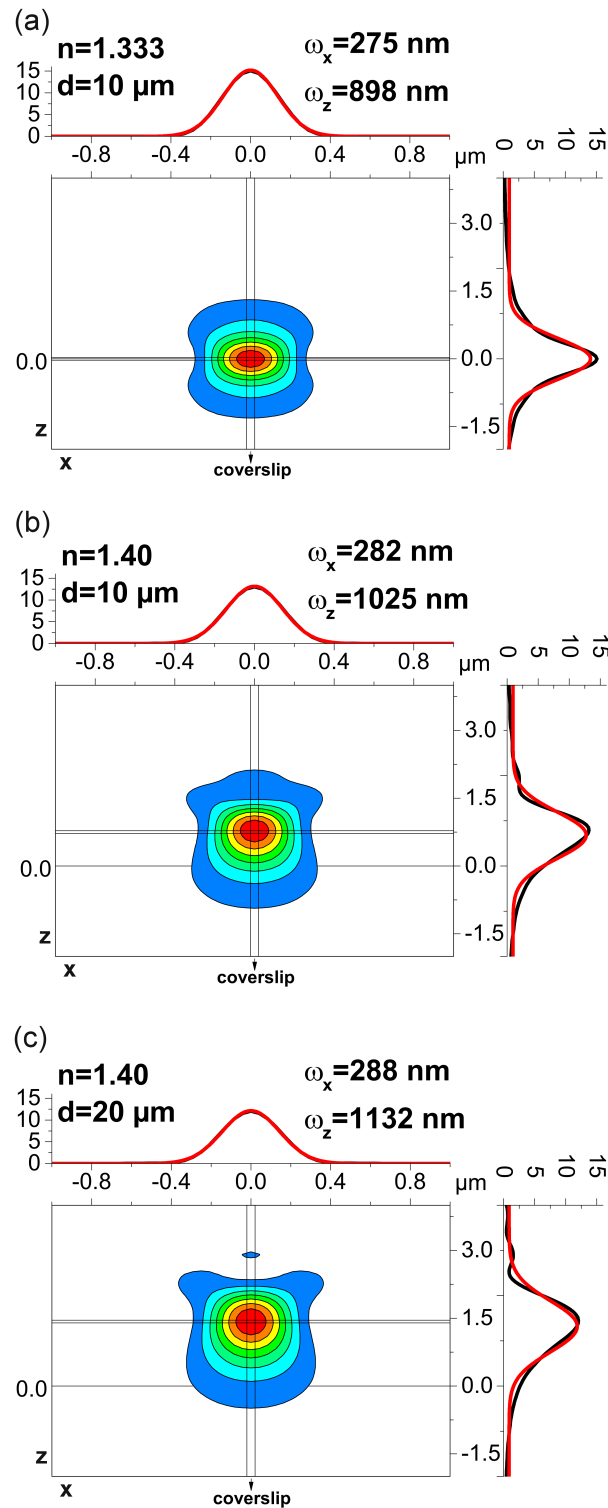 (a)
n=1.333
ωx=275 nm
d=10 µm
ωz=898 nm
15
10
5
0
-0.8 -0.4 0.0 0.4 0.8 µm
0 5 10 15
3.0
1.5
0.0
-1.5
0.0
z
x
coverslip
(b)
n=1.40
ωx=282 nm
d=10 µm
ωz=1025 nm
15
10
5
0
-0.8 -0.4 0.0 0.4 0.8 µm
0 5 10 15
3.0
1.5
0.0
-1.5
0.0
z
x
coverslip
(c)
n=1.40
ωx=288 nm
d=20 µm
ωz=1132 nm
15
10
5
0
-0.8 -0.4 0.0 0.4 0.8 µm
0 5 10 15
3.0
1.5
0.0
-1.5
0.0
z
x
coverslip